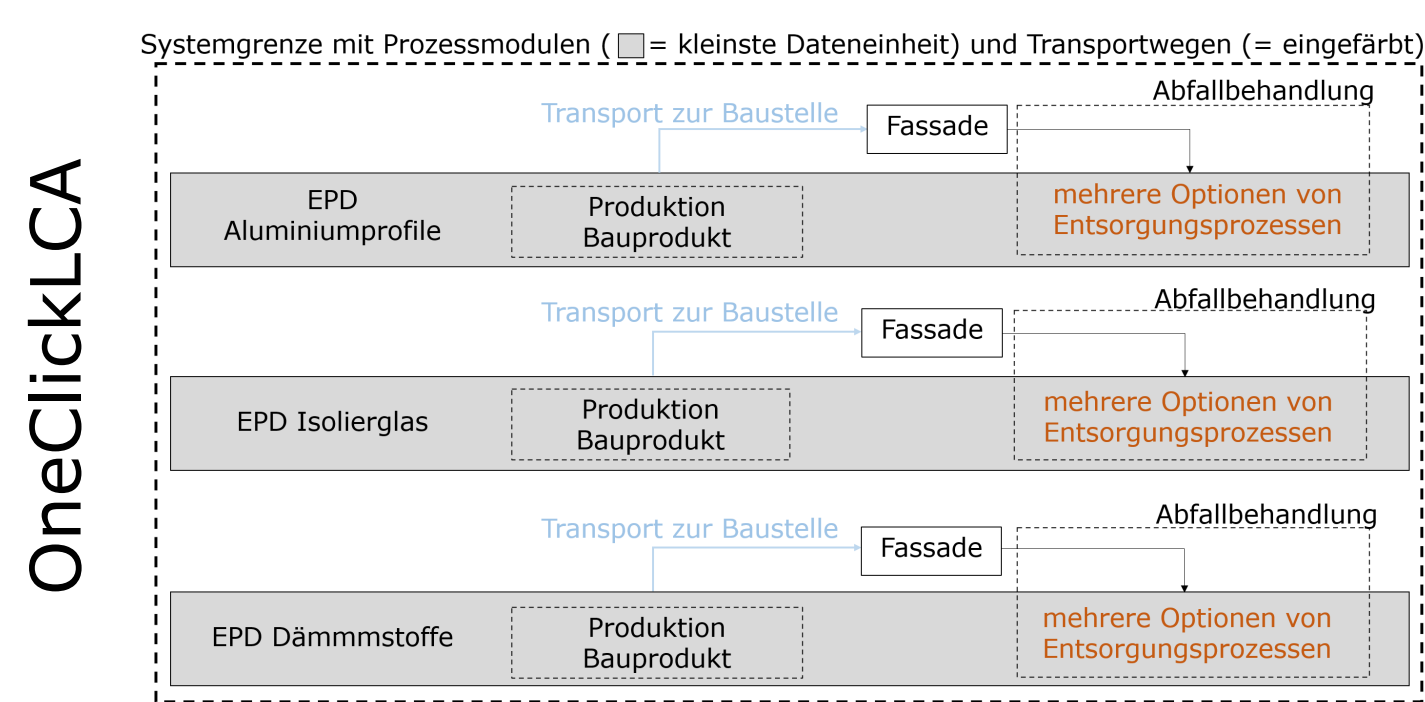 Systemgrenze mit Prozessmodulen ( = kleinste Dateneinheit) und Transportwegen (= eingefärbt)
OneClickLCA
Abfallbehandlung
Transport zur Baustelle
Fassade
EPD
Aluminiumprofile
Produktion
Bauprodukt
mehrere Optionen von
Entsorgungsprozessen
Abfallbehandlung
Transport zur Baustelle
Fassade
EPD Isolierglas
Produktion
Bauprodukt
mehrere Optionen von
Entsorgungsprozessen
Abfallbehandlung
Transport zur Baustelle
Fassade
EPD Dämmmstoffe
Produktion
Bauprodukt
mehrere Optionen von
Entsorgungsprozessen